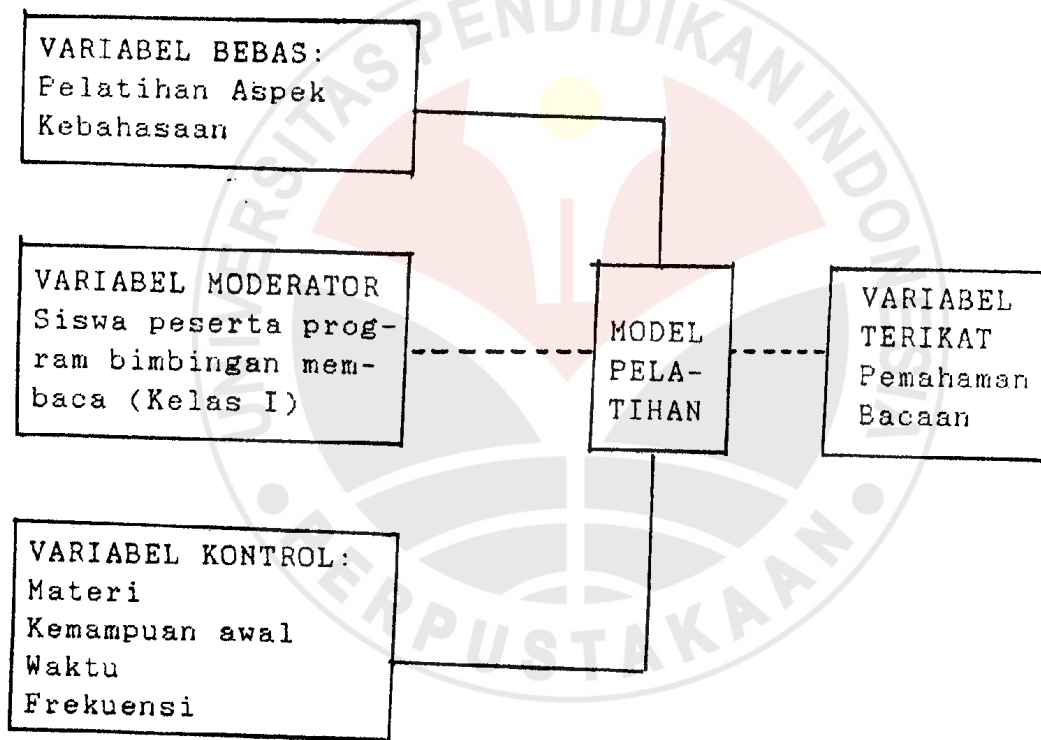 VARIABEL BEBAS:
Pelatihan Aspek
Kebahasaan
VARIABEL MODERATOR
Siswa peserta prog-
ram bimbingan mem-
baca (Kelas I)
MODEL
PELA-
TIHAN
VARIABEL
TERIKAT
Pemahaman
Bacaan
VARIABEL KONTROL:
Materi
Kemampuan awal
Waktu
Frekuensi
UNIVERSITAS PENDIDIKAN INDONESIA
PERPUSTAKAAN